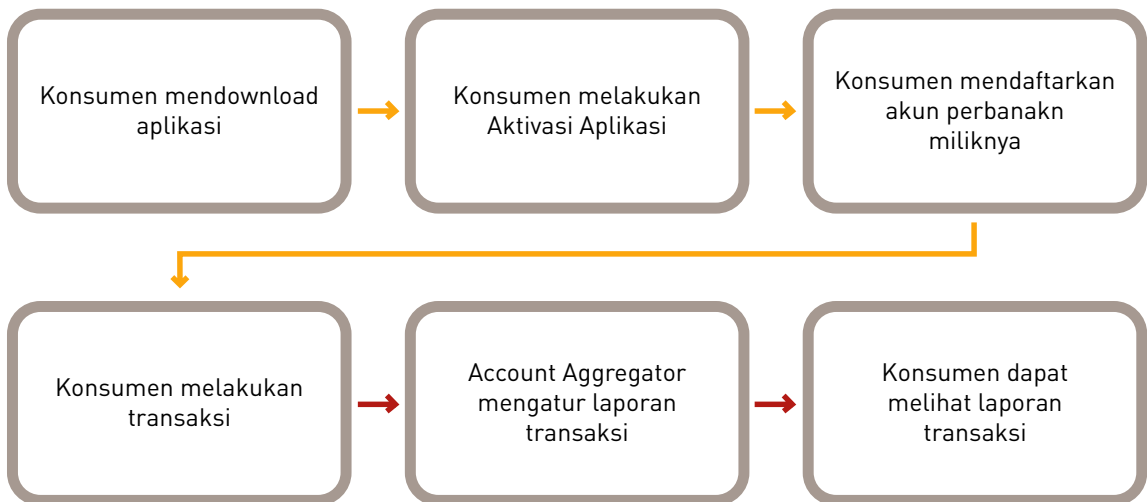 Konsumen mendownload
aplikasi
Konsumen melakukan
Aktivasi Aplikasi
Konsumen mendaftarkan
akun perbanakn
miliknya
Konsumen melakukan
transaksi
Account Aggregator
mengatur laporan
transaksi
Konsumen dapat
melihat laporan
transaksi